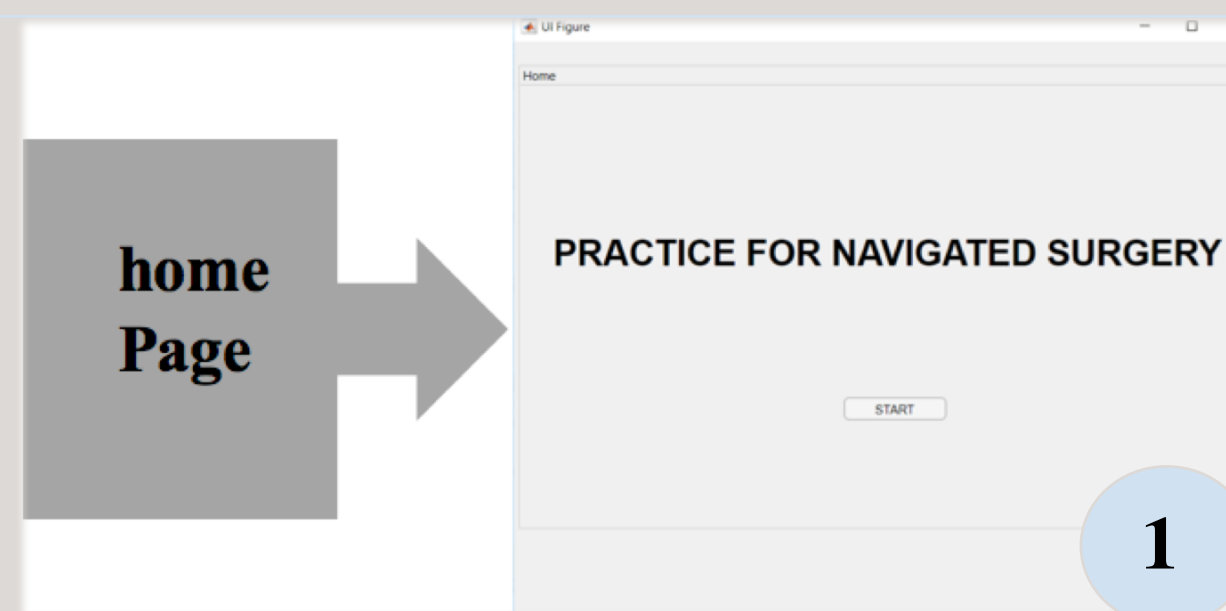 UI Figure
Home
home
Page
PRACTICE FOR NAVIGATED SURGERY
START
1